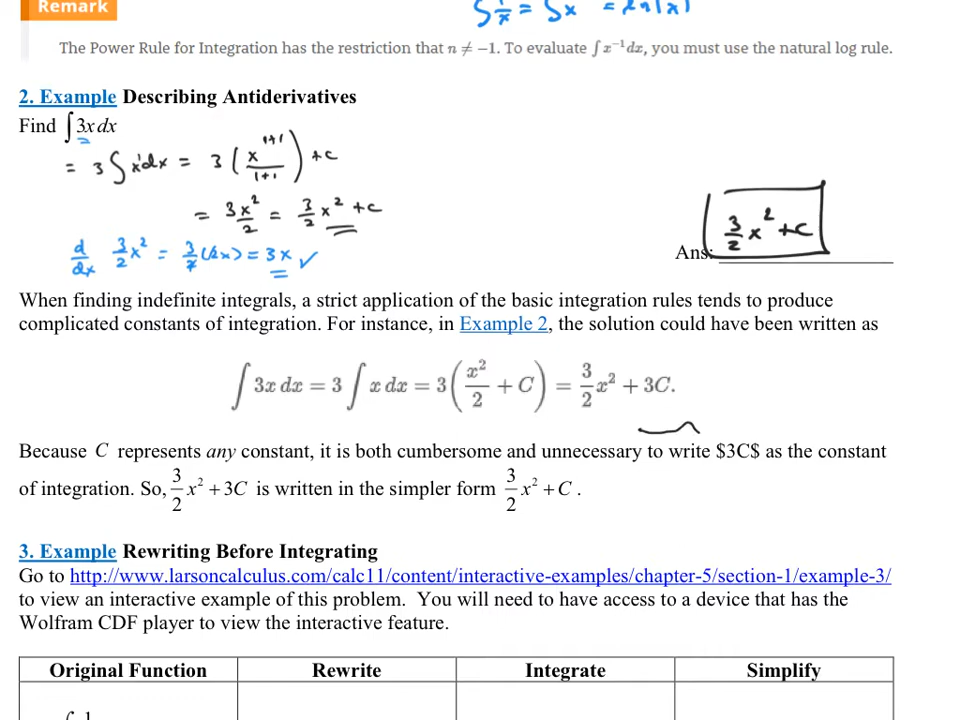 Remark
∫ 1/x = ∫ x = ln|x|
The Power Rule for Integration has the restriction that n ≠ −1. To evaluate ∫ x⁻¹ dx, you must use the natural log rule.
2. Example Describing Antiderivatives
Find ∫ 3x dx
= 3 ∫ x¹dx = 3 ( x¹⁺¹ / 1+1 ) + c
= 3x²/2 = 3/2 x² + c
d/dx 3/2 x² = 3/2 (2x) = 3x ✓
Ans: 3/2 x² + c
When finding indefinite integrals, a strict application of the basic integration rules tends to produce
complicated constants of integration. For instance, in Example 2, the solution could have been written as
∫ 3x dx = 3 ∫ x dx = 3 ( x²/2 + C ) = 3/2 x² + 3C.
Because C represents any constant, it is both cumbersome and unnecessary to write $3C$ as the constant
of integration. So, 3/2 x² + 3C is written in the simpler form 3/2 x² + C .
3. Example Rewriting Before Integrating
Go to http://www.larsoncalculus.com/calc11/content/interactive-examples/chapter-5/section-1/example-3/
to view an interactive example of this problem. You will need to have access to a device that has the
Wolfram CDF player to view the interactive feature.
Original Function Rewrite Integrate Simplify